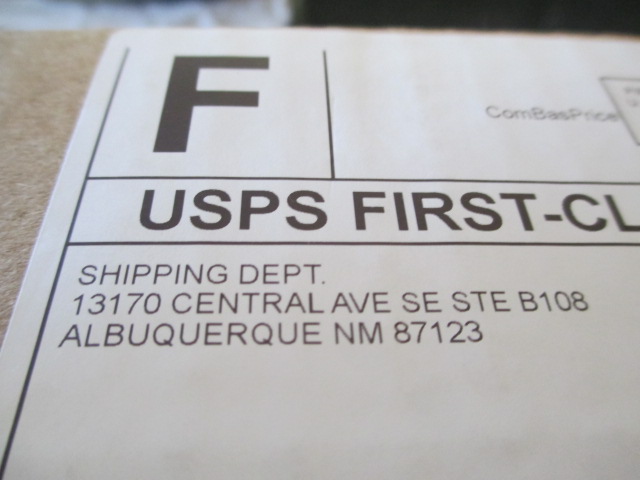 F
ComBasPrice
USPS FIRST-CL
SHIPPING DEPT.
13170 CENTRAL AVE SE STE B108
ALBUQUERQUE NM 87123